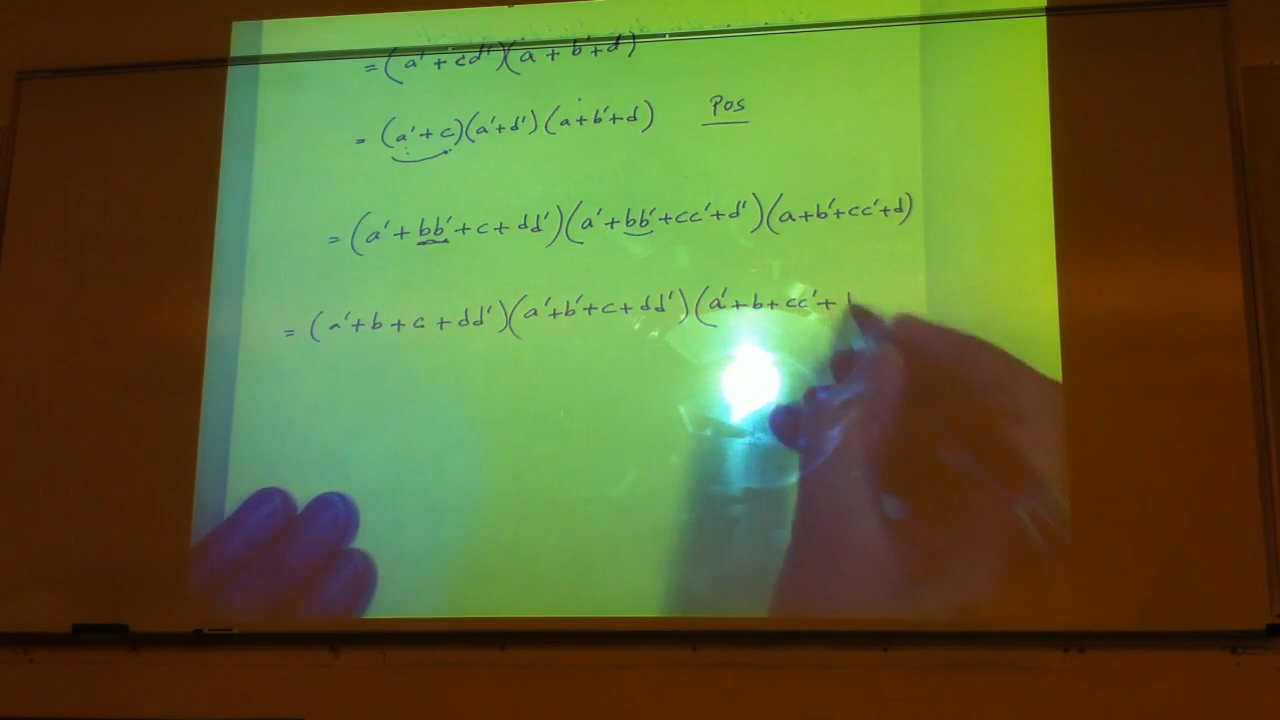 = (a' + cd')(a + b' + d)
= (a' + c)(a' + d')(a + b' + d) Pos
= (a' + bb' + c + dd')(a' + bb' + cc' + d')(a + b' + cc' + d)
= (a' + b + c + dd')(a' + b' + c + dd')(a' + b + cc' +